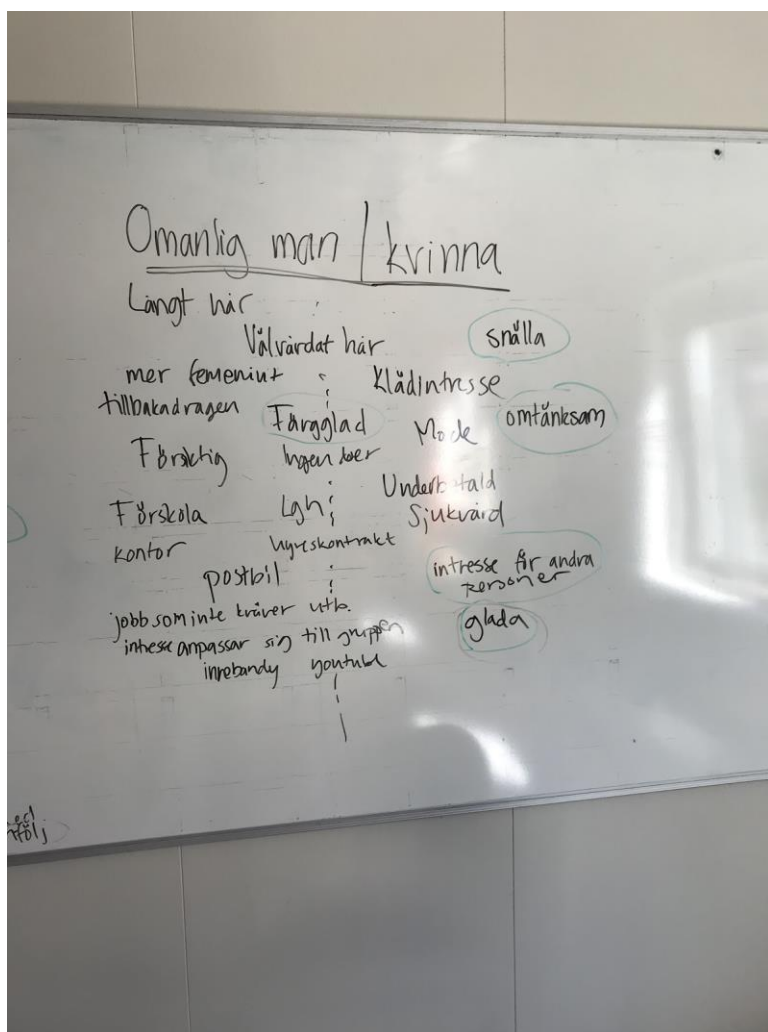 Omanlig man / kvinna
Långt hår
Välvårdat hår snälla
mer femeniut Klädintresse
tillbakadragen Färgglad Mode omtänksam
Försiktig Ingen
Underbetald
Förskola Lgh Sjukvård
kontor hyreskontrakt
postbil intresse för andra
personer
jobb som inte kräver utb. glada
intresse anpassar sig till gruppen
innebandy youtube